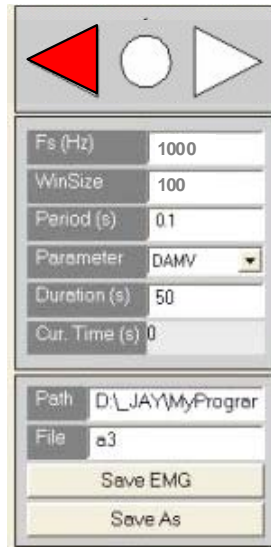 Fs (Hz) 1000
WinSize 100
Period (s) 0.1
Parameter DAMV
Duration (s) 50
Cur. Time (s) 0
Path D:\_JAY\MyPrograr
File a3
Save EMG
Save As